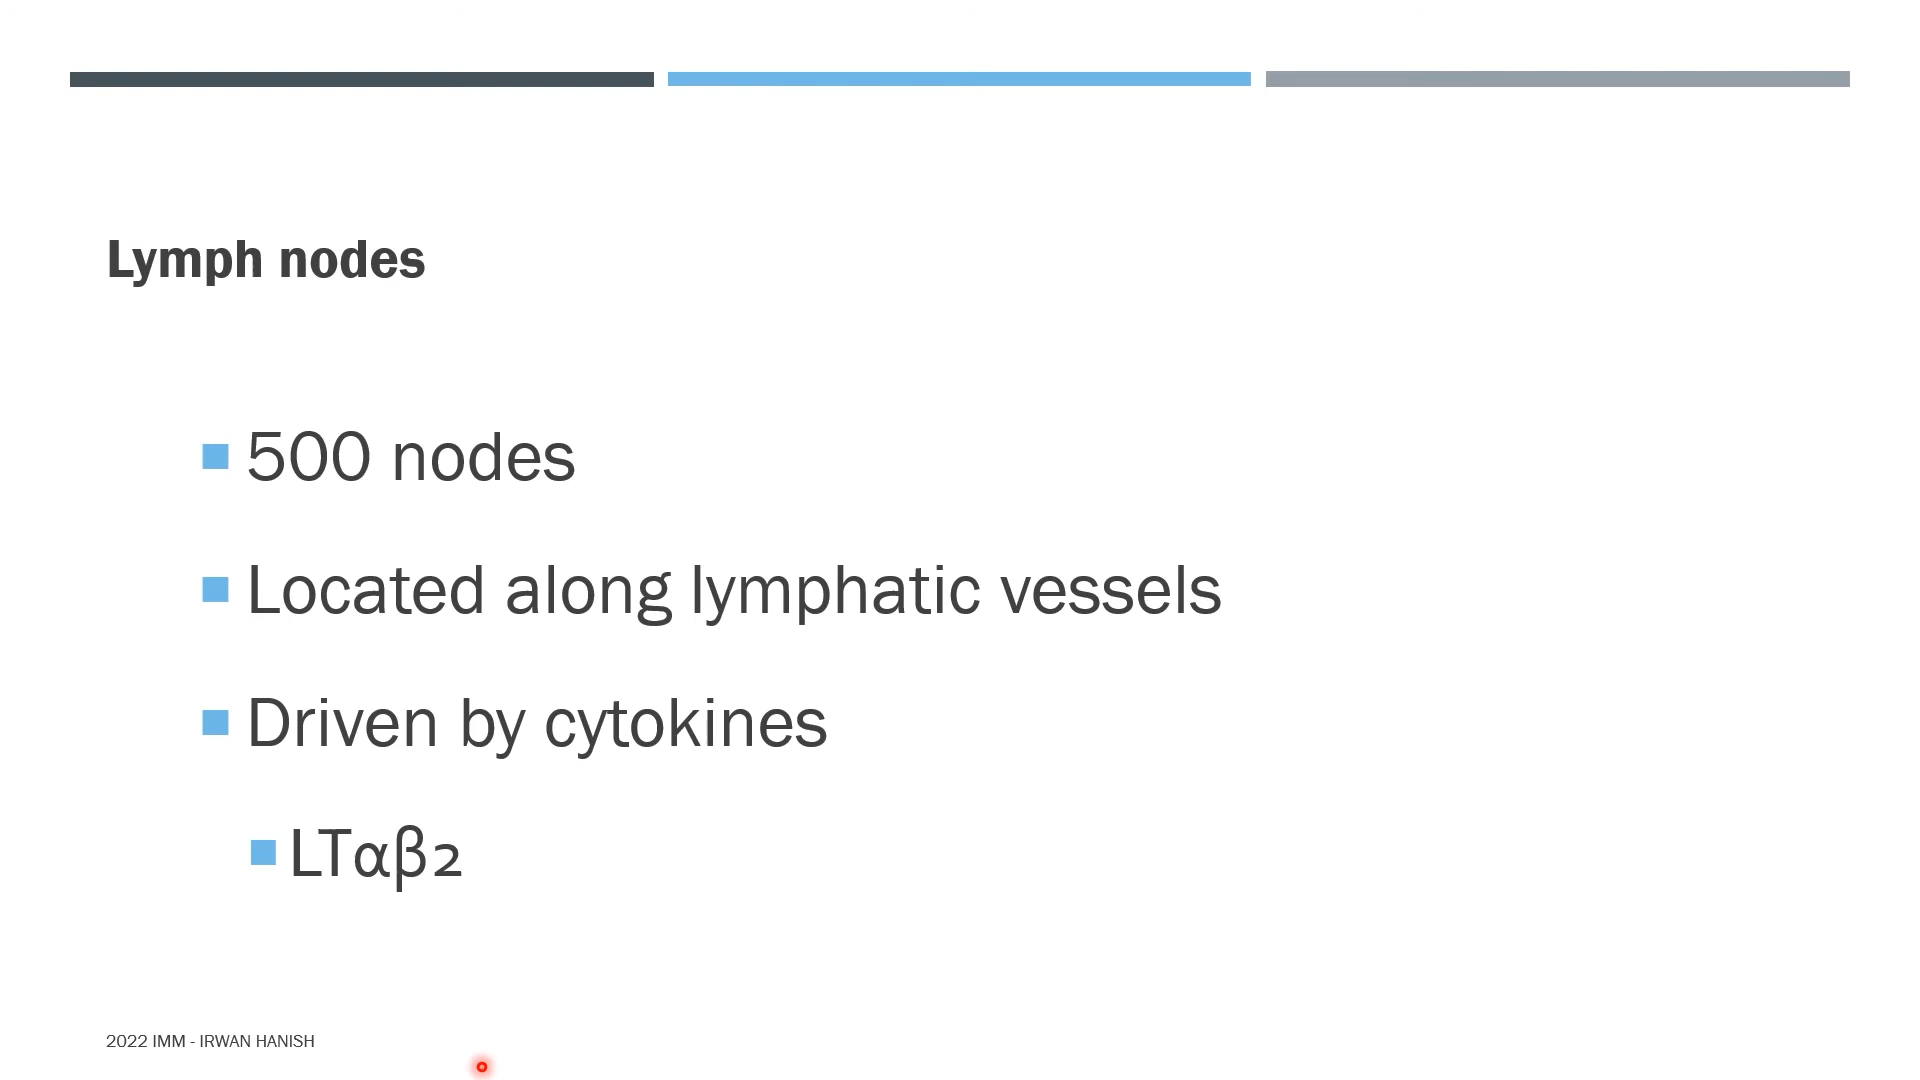 Lymph nodes
500 nodes
Located along lymphatic vessels
Driven by cytokines
LTαβ2
2022 IMM - IRWAN HANISH